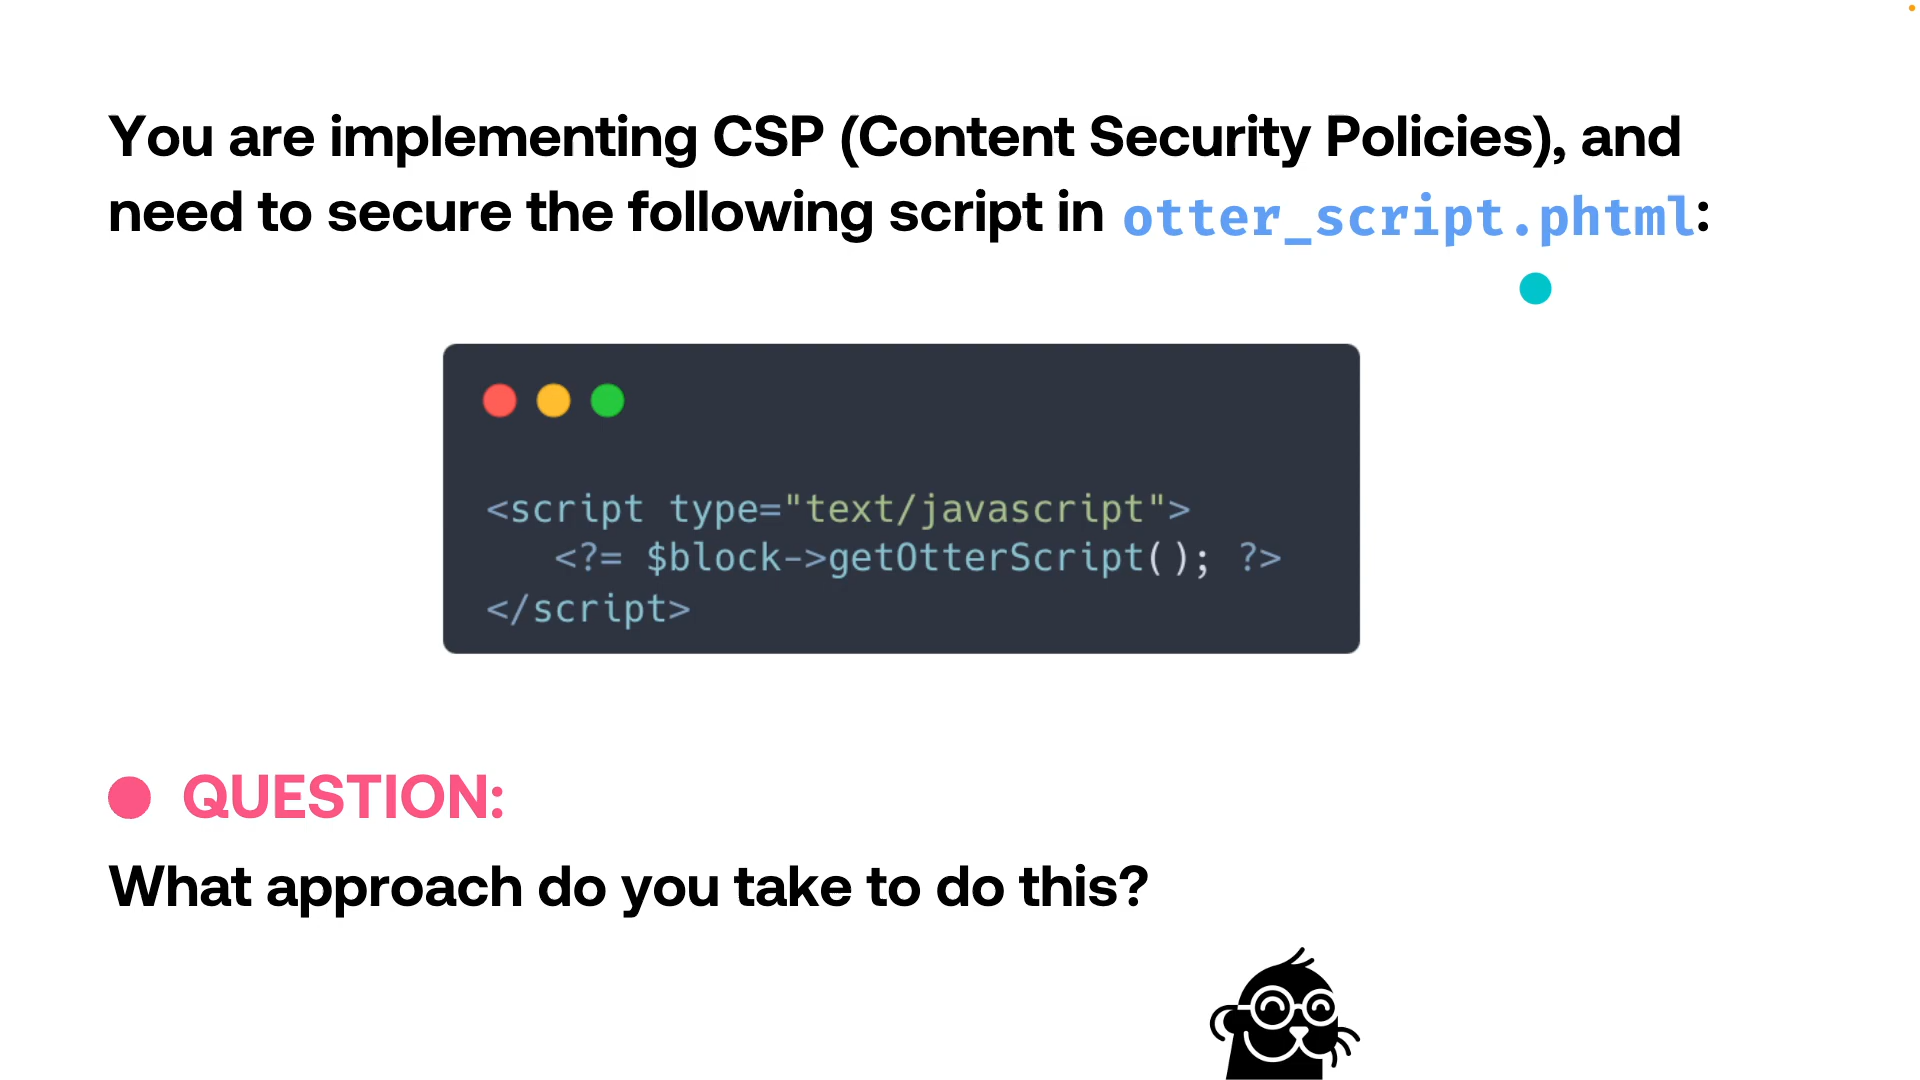 You are implementing CSP (Content Security Policies), and
need to secure the following script in otter_script.phtml:
<script type="text/javascript">
<?= $block->getOtterScript(); ?>
</script>
QUESTION:
What approach do you take to do this?